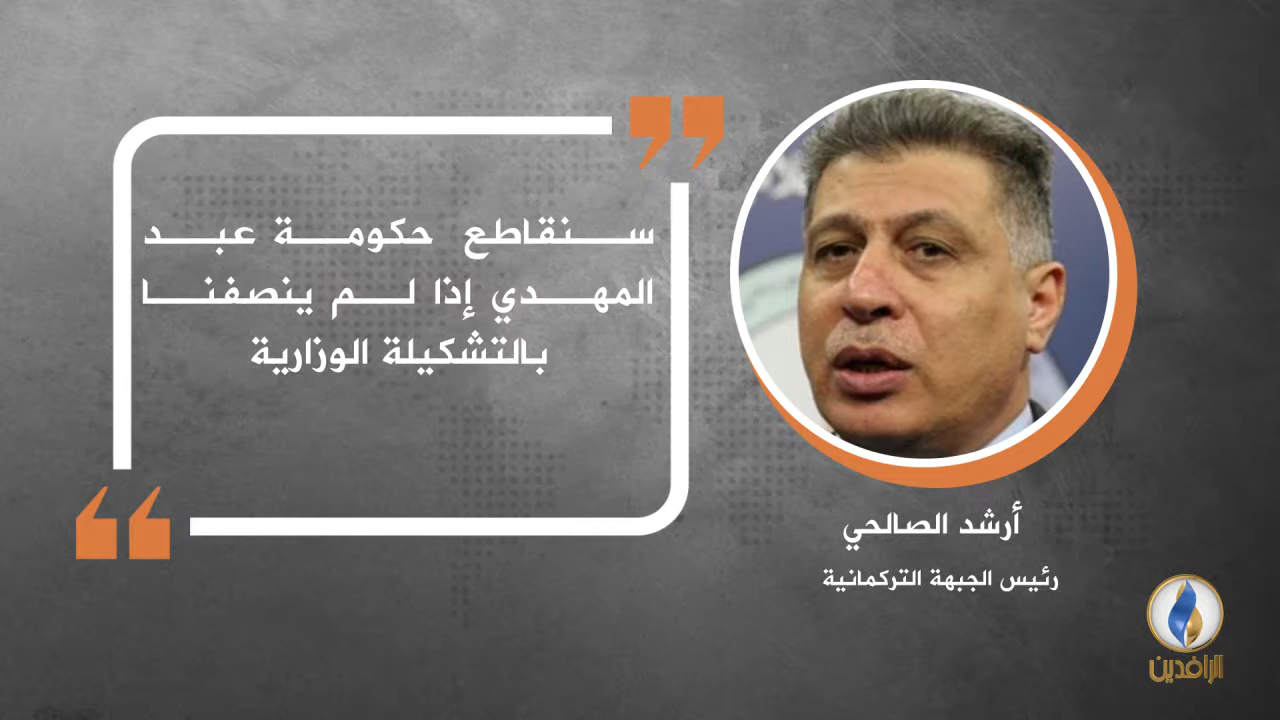 سنقاطع حكومة عبد
المهدي إذا لم ينصفنا
بالتشكيلة الوزارية
أرشد الصالحي
رئيس الجبهة التركمانية
الرافدين